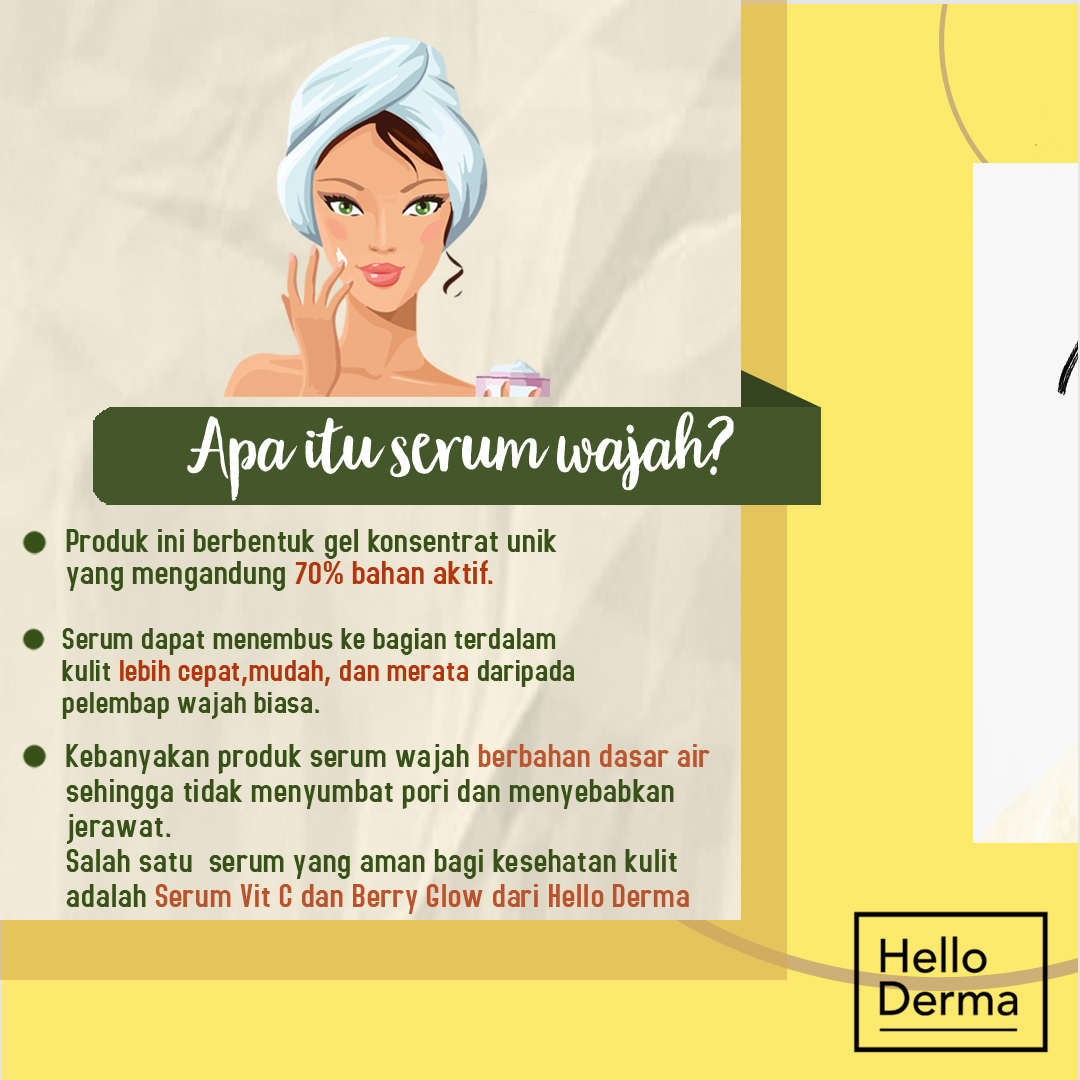 Apa itu serum wajah?
Produk ini berbentuk gel konsentrat unik
yang mengandung 70% bahan aktif.
Serum dapat menembus ke bagian terdalam
kulit lebih cepat,mudah, dan merata daripada
pelembap wajah biasa.
Kebanyakan produk serum wajah berbahan dasar air
sehingga tidak menyumbat pori dan menyebabkan
jerawat.
Salah satu  serum yang aman bagi kesehatan kulit
adalah Serum Vit C dan Berry Glow dari Hello Derma
Hello
Derma